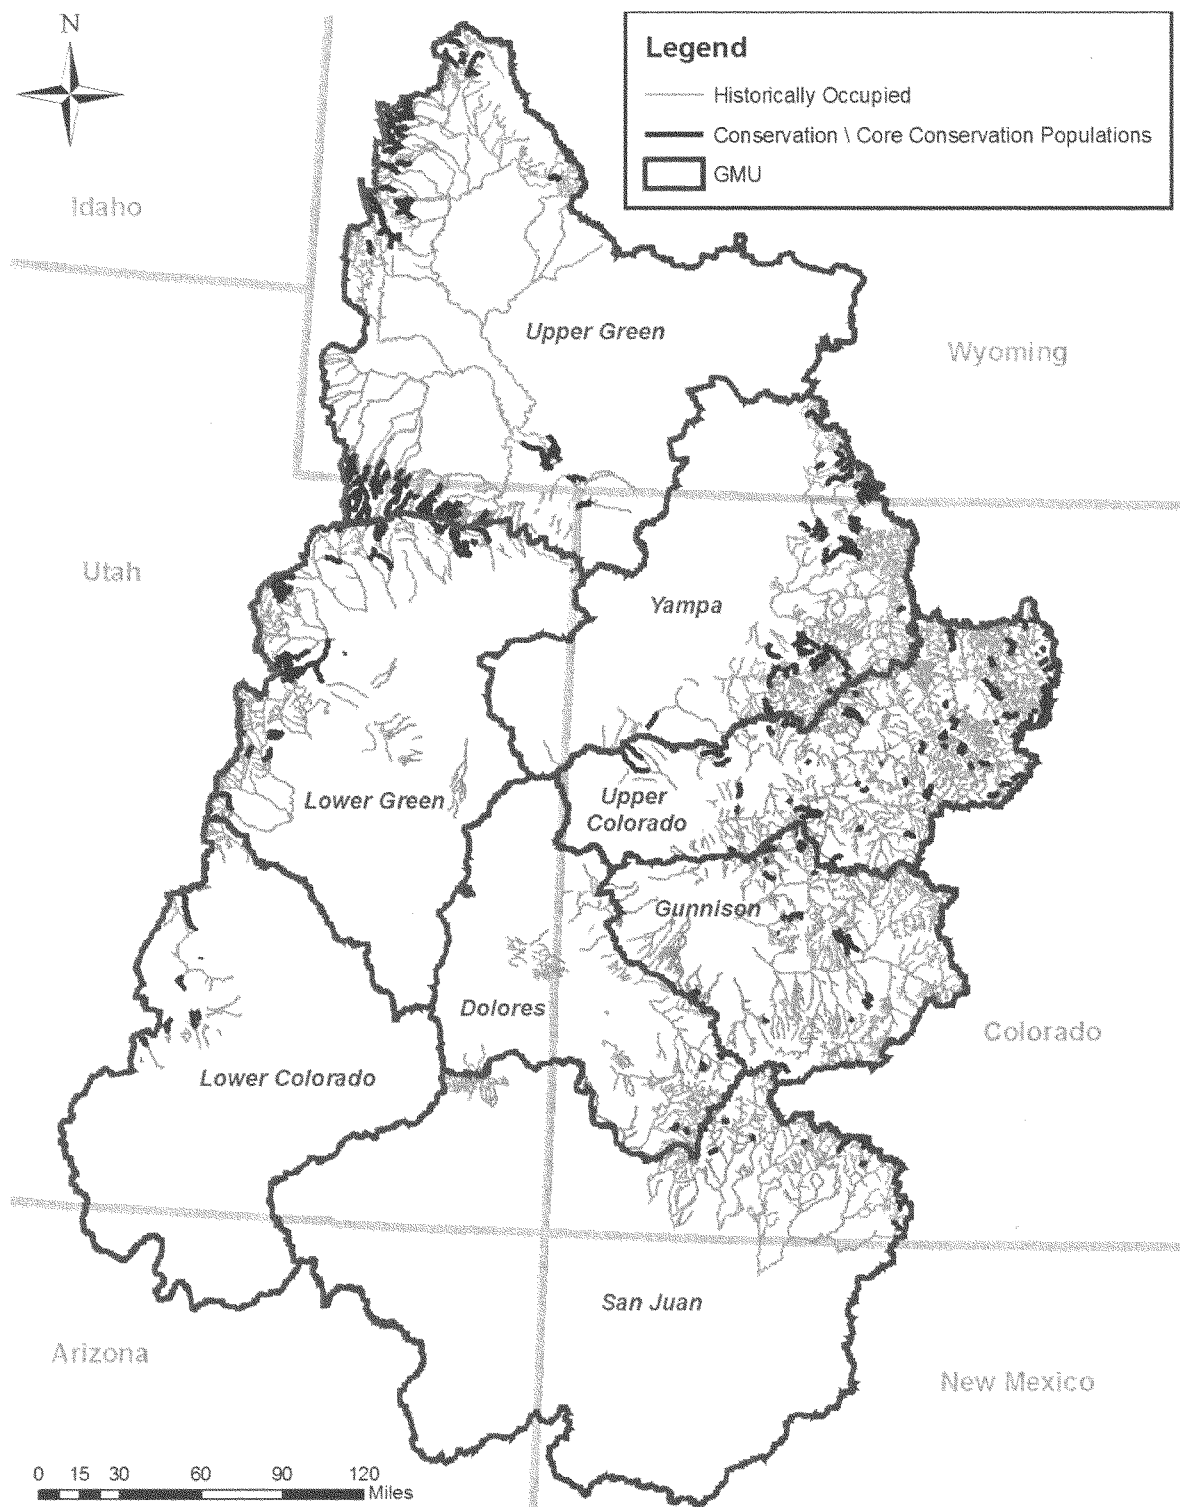 N
Legend
Historically Occupied
Conservation \ Core Conservation Populations
GMU
Idaho
Upper Green
Wyoming
Utah
Yampa
Lower Green
Upper
Colorado
Gunnison
Dolores
Colorado
Lower Colorado
San Juan
Arizona
New Mexico
0 15 30 60 90 120
Miles